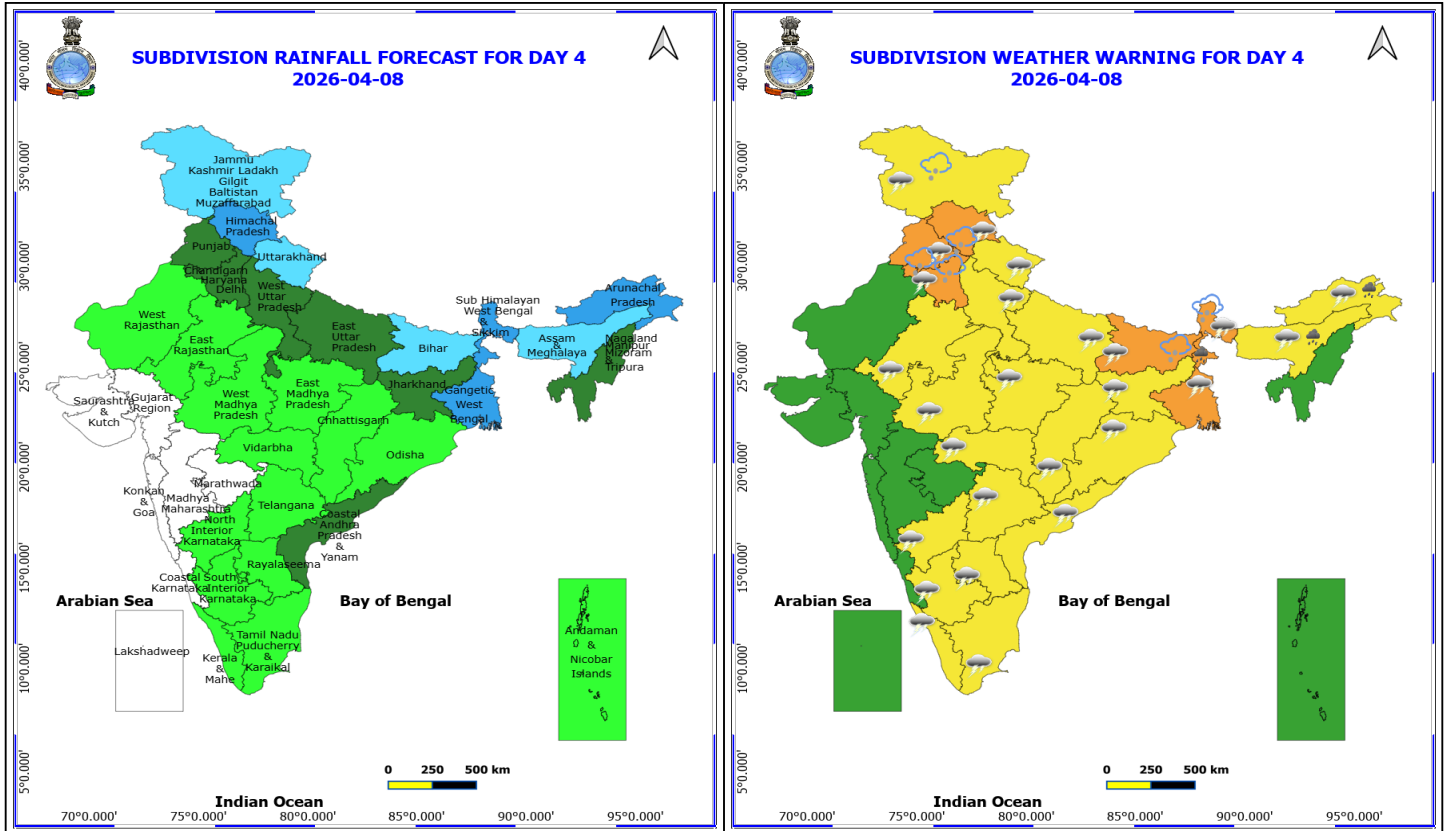 SUBDIVISION RAINFALL FORECAST FOR DAY 4
2026-04-08
40°0.000'
35°0.000'
30°0.000'
25°0.000'
20°0.000'
15°0.000'
10°0.000'
5°0.000'
Jammu
Kashmir Ladakh
Gilgit
Baltistan
Muzaffarabad
Himachal
Pradesh
Punjab
Uttarakhand
Chandigarh
Haryana
Delhi
West
Uttar
Pradesh
Arunachal
Pradesh
Sub Himalayan
West Bengal
&
Sikkim
West
Rajasthan
East
Rajasthan
East
Uttar
Pradesh
Bihar
Assam
&
Meghalaya
Nagaland
Manipur
Mizoram
&
Tripura
Jharkhand
Gangetic
West
Bengal
Saurashtra
&
Kutch
Gujarat
Region
West
Madhya
Pradesh
East
Madhya
Pradesh
Chhattisgarh
Vidarbha
Odisha
Konkan
&
Goa
Madhya
Maharashtra
Marathwada
Telangana
North
Interior
Karnataka
Coastal
Andhra
Pradesh
&
Yanam
Rayalaseema
Coastal
Karnataka
South
Interior
Karnataka
Arabian Sea
Bay of Bengal
Lakshadweep
Kerala
&
Mahe
Tamil Nadu
Puducherry
&
Karaikal
Andaman
&
Nicobar
Islands
0 250 500 km
Indian Ocean
70°0.000' 75°0.000' 80°0.000' 85°0.000' 90°0.000' 95°0.000'
SUBDIVISION WEATHER WARNING FOR DAY 4
2026-04-08
40°0.000'
35°0.000'
30°0.000'
25°0.000'
20°0.000'
15°0.000'
10°0.000'
5°0.000'
Arabian Sea
Bay of Bengal
0 250 500 km
Indian Ocean
70°0.000' 75°0.000' 80°0.000' 85°0.000' 90°0.000' 95°0.000'